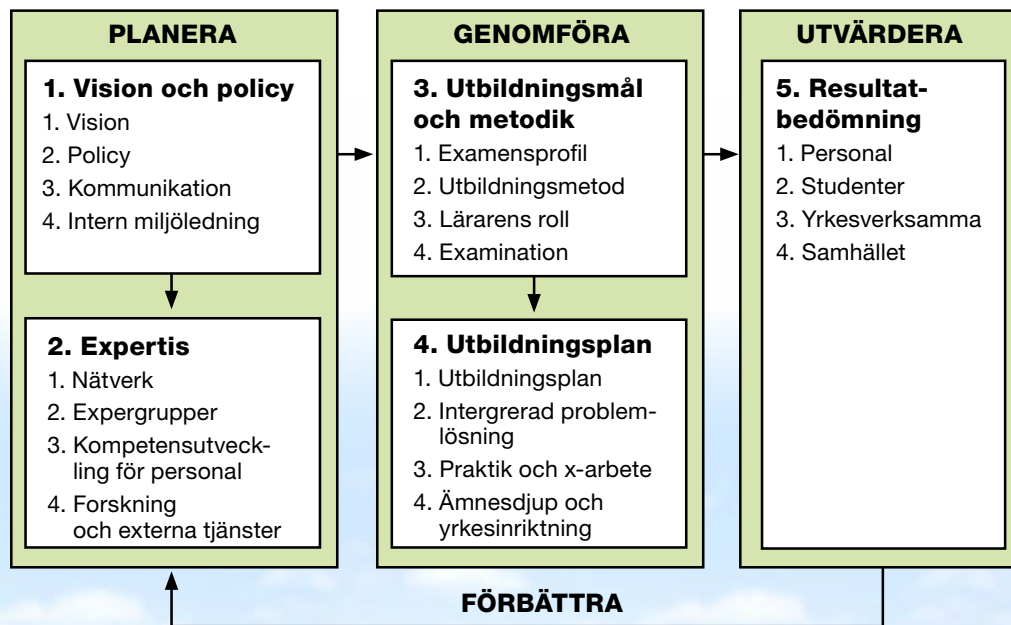 PLANERA
1. Vision och policy
1. Vision
2. Policy
3. Kommunikation
4. Intern miljöledning
2. Expertis
1. Nätverk
2. Expergrupper
3. Kompetensutveck-
ling för personal
4. Forskning
och externa tjänster
GENOMFÖRA
3. Utbildningsmål
och metodik
1. Examensprofil
2. Utbildningsmetod
3. Lärarens roll
4. Examination
4. Utbildningsplan
1. Utbildningsplan
2. Intergrerad problem-
lösning
3. Praktik och x-arbete
4. Ämnesdjup och
yrkesinriktning
UTVÄRDERA
5. Resultat-
bedömning
1. Personal
2. Studenter
3. Yrkesverksamma
4. Samhället
FÖRBÄTTRA